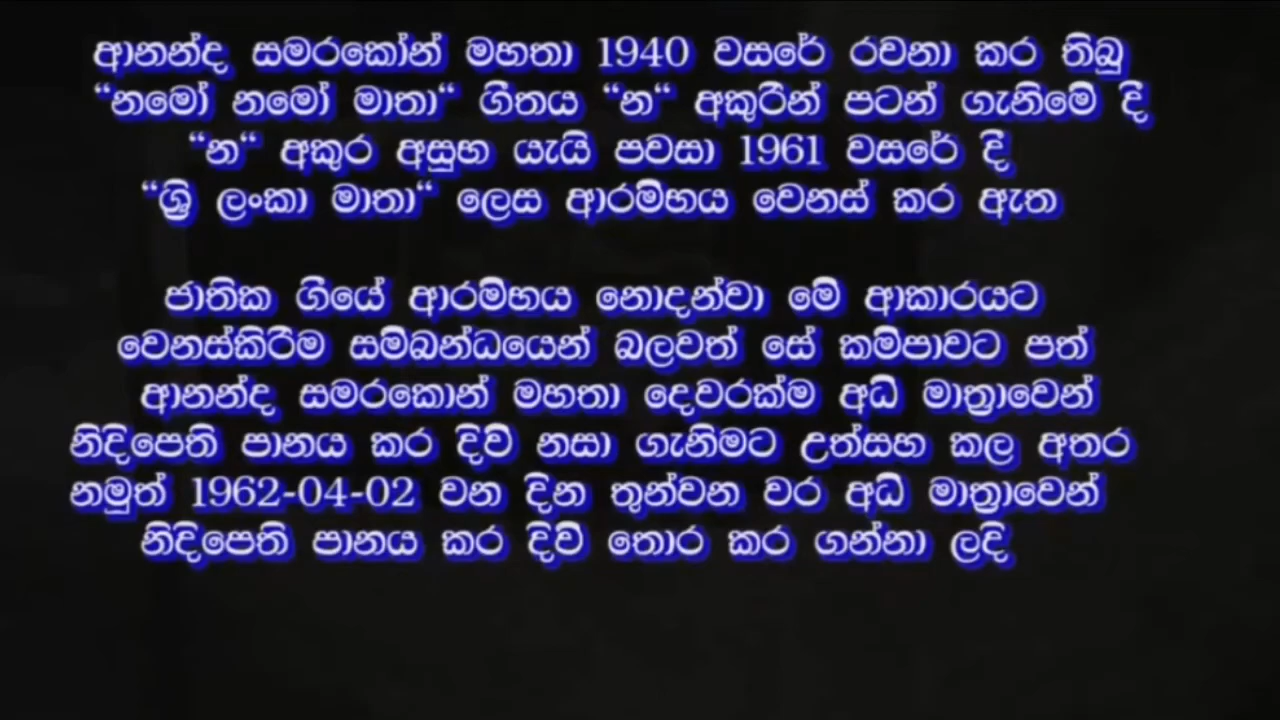 ආනන්ද සමරකෝන් මහතා 1940 වසරේ රචනා කර තිබු
“නමෝ නමෝ මාතා“ ගීතය “න“ අකුරින් පටන් ගැනිමේ දී
“න“ අකුර අසුභ යැයි පවසා 1961 වසරේ දී
“ශ්‍රි ලංකා මාතා“ ලෙස ආරම්භය වෙනස් කර ඇත
ජාතික ගීයේ ආරම්භය නොදන්වා මේ ආකාරයට
වෙනස්කිරීම සම්බන්ධයෙන් බලවත් සේ කම්පාවට පත්
ආනන්ද සමරකොන් මහතා දෙවරක්ම අධි මාත්‍රාවෙන්
නිදිපෙති පානය කර දිවි නසා ගැනිමට උත්සහ කල අතර
නමුත් 1962-04-02 වන දින තුන්වන වර අධි මාත්‍රාවෙන්
නිදිපෙති පානය කර දිවි තොර කර ගන්නා ලදි